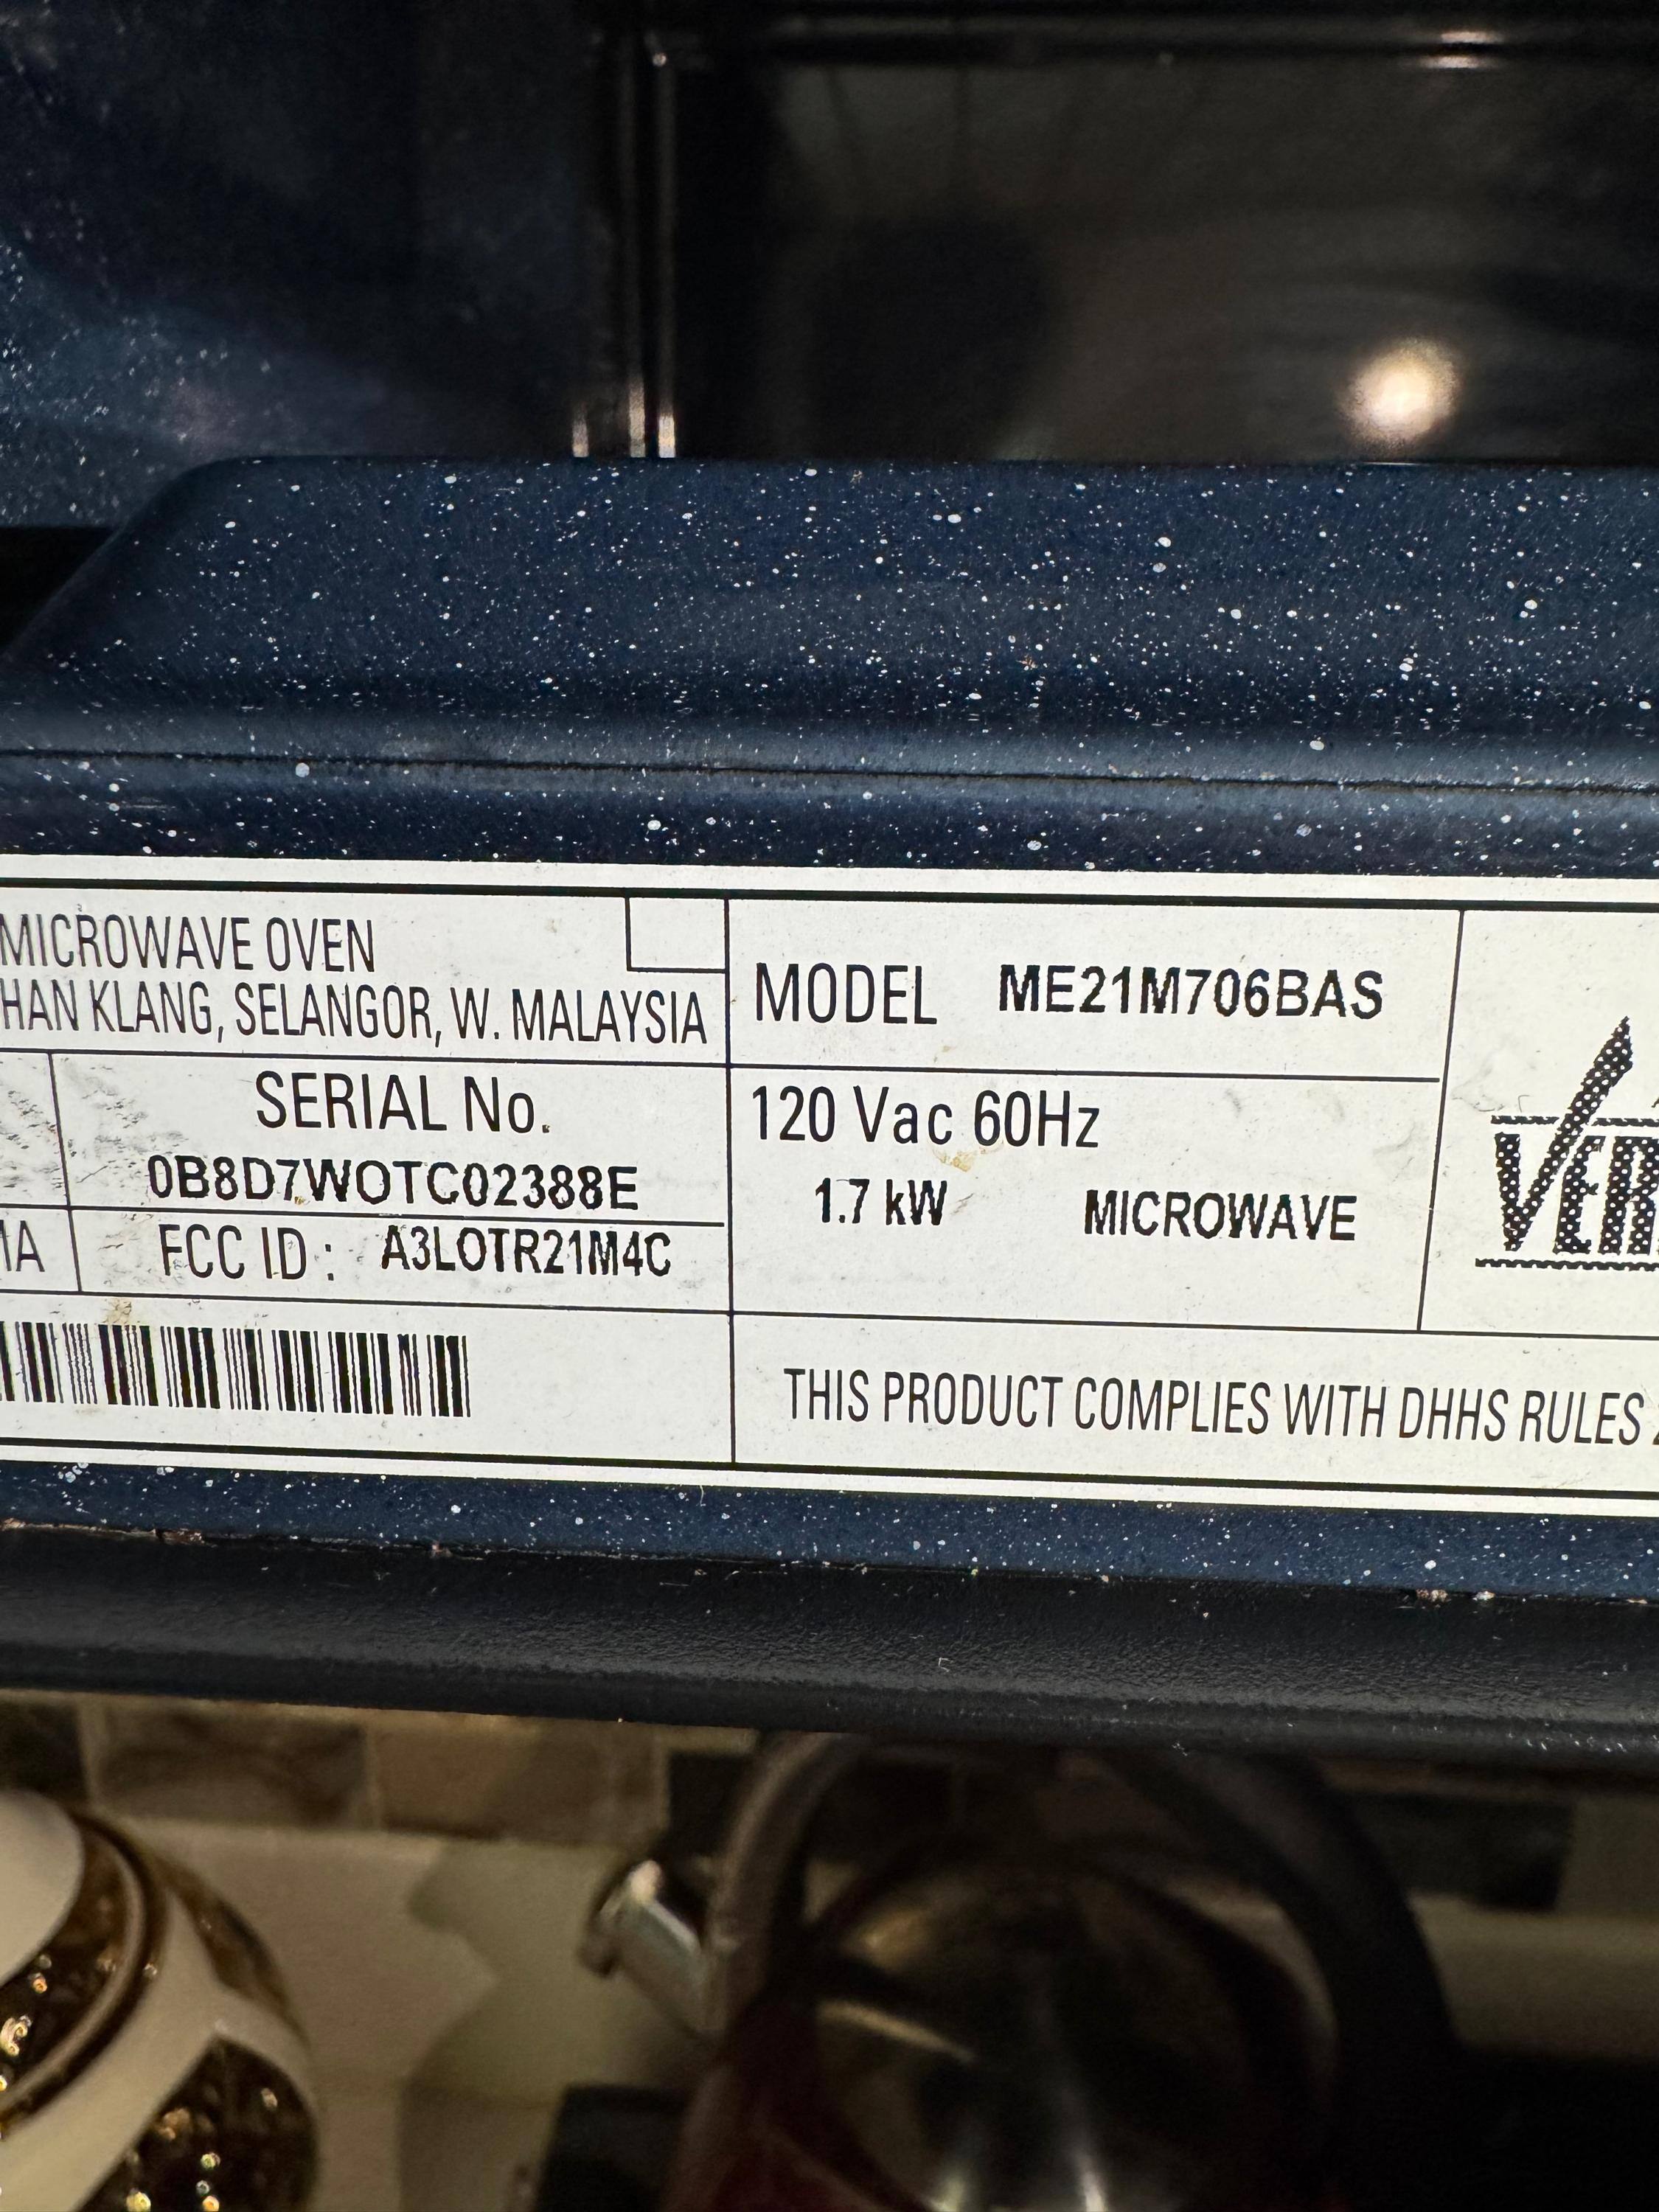 MICROWAVE OVEN
HAN KLANG, SELANGOR, W. MALAYSIA
MODEL ME21M706BAS
SERIAL No.
0B8D7WOTC02388E
120 Vac 60Hz
1.7 kW MICROWAVE
FCC ID : A3LOTR21M4C
THIS PRODUCT COMPLIES WITH DHHS RULES